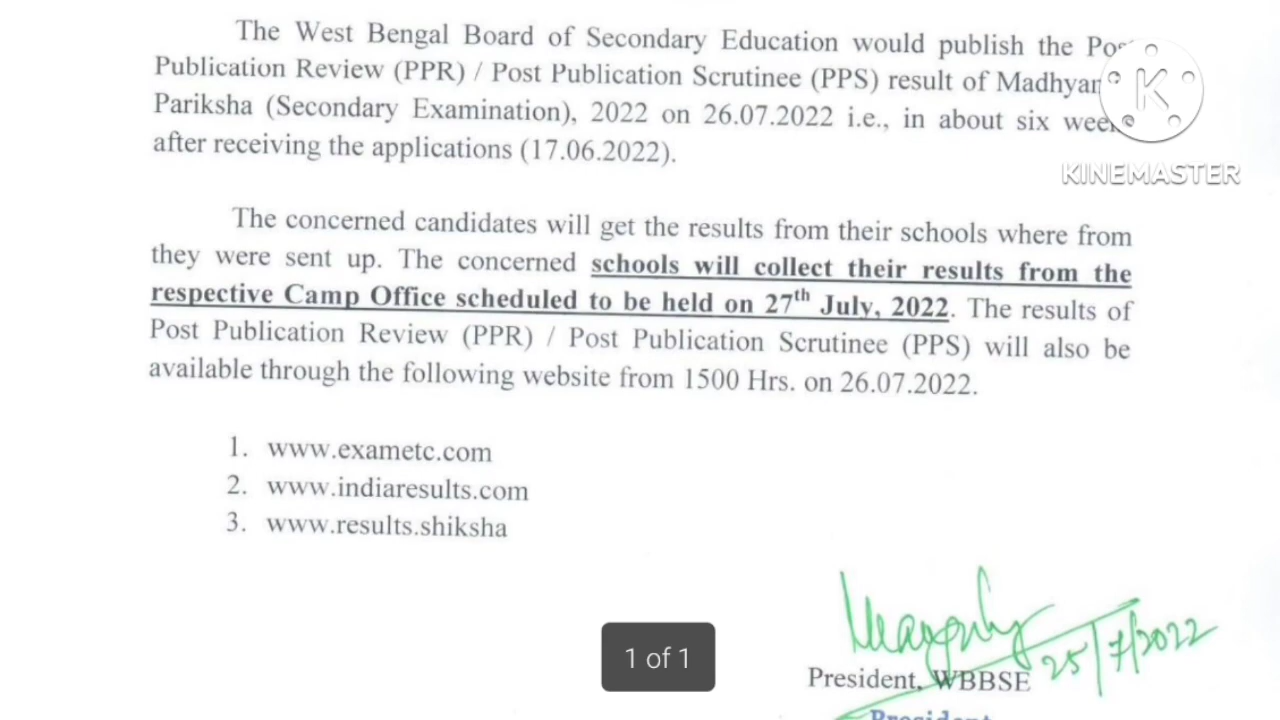 The West Bengal Board of Secondary Education would publish the
Publication Review (PPR) / Post Publication Scrutinee (PPS) result of
Pariksha (Secondary Examination), 2022 on 26.07.2022 i.e., in about six
after receiving the applications (17.06.2022).
K
KINEMASTER
The concerned candidates will get the results from their schools where from
they were sent up. The concerned schools will collect their results from the
respective Camp Office scheduled to be held on 27th July, 2022. The results of
Post Publication Review (PPR) / Post Publication Scrutinee (PPS) will also be
available through the following website from 1500 Hrs. on 26.07.2022.
1. www.exametc.com
2. www.indiaresults.com
3. www.results.shiksha
25/7/2022
President, WBBSE
President
1 of 1